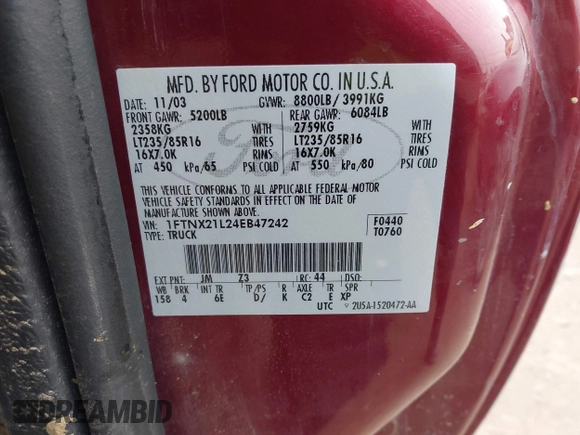 MFD. BY FORD MOTOR CO. IN U.S.A.
DATE: 11/03 GVWR: 8800LB / 3991KG
FRONT GAWR: 5200LB REAR GAWR: 6084LB
2358KG WITH 2759KG WITH
LT235/85R16 TIRES LT235/85R16 TIRES
16X7.0K RIMS 16X7.0K RIMS
AT 450 kPa/65 PSI COLD AT 550 kPa/80 PSI COLD
THIS VEHICLE CONFORMS TO ALL APPLICABLE FEDERAL MOTOR
VEHICLE SAFETY STANDARDS IN EFFECT ON THE DATE OF
MANUFACTURE SHOWN ABOVE.
VIN: 1FTNX21L24EB47242 F0440
TYPE: TRUCK T0760
EXT PNT: JM Z3 RC: 44 DSO:
WB BRK INT TR TP/PS R AXLE TR SPR
158 4 6E D/ K C2 E XP
UTC 2U5A-1520472-AA
Ford
DREAMBID